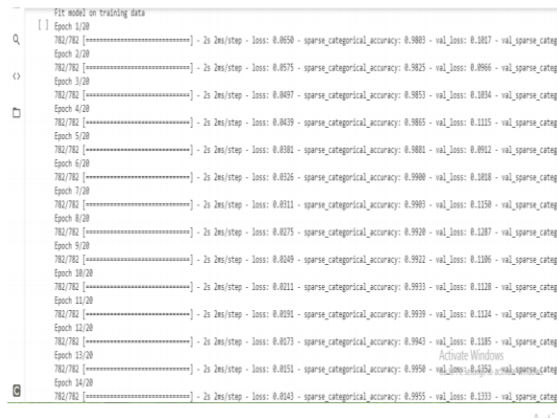 Fit model on training data
[ ] Epoch 1/20
782/782 [==============================] - 2s 2ms/step - loss: 0.0650 - sparse_categorical_accuracy: 0.9803 - val_loss: 0.1017 - val_sparse_categ
Epoch 2/20
782/782 [==============================] - 2s 2ms/step - loss: 0.0575 - sparse_categorical_accuracy: 0.9825 - val_loss: 0.0966 - val_sparse_categ
Epoch 3/20
782/782 [==============================] - 2s 2ms/step - loss: 0.0497 - sparse_categorical_accuracy: 0.9853 - val_loss: 0.1034 - val_sparse_categ
Epoch 4/20
782/782 [==============================] - 2s 2ms/step - loss: 0.0439 - sparse_categorical_accuracy: 0.9865 - val_loss: 0.1115 - val_sparse_categ
Epoch 5/20
782/782 [==============================] - 2s 2ms/step - loss: 0.0381 - sparse_categorical_accuracy: 0.9881 - val_loss: 0.0912 - val_sparse_categ
Epoch 6/20
782/782 [==============================] - 2s 2ms/step - loss: 0.0326 - sparse_categorical_accuracy: 0.9900 - val_loss: 0.1018 - val_sparse_categ
Epoch 7/20
782/782 [==============================] - 2s 2ms/step - loss: 0.0311 - sparse_categorical_accuracy: 0.9903 - val_loss: 0.1150 - val_sparse_categ
Epoch 8/20
782/782 [==============================] - 2s 2ms/step - loss: 0.0275 - sparse_categorical_accuracy: 0.9920 - val_loss: 0.1287 - val_sparse_categ
Epoch 9/20
782/782 [==============================] - 2s 2ms/step - loss: 0.0249 - sparse_categorical_accuracy: 0.9922 - val_loss: 0.1106 - val_sparse_categ
Epoch 10/20
782/782 [==============================] - 2s 2ms/step - loss: 0.0211 - sparse_categorical_accuracy: 0.9933 - val_loss: 0.1128 - val_sparse_categ
Epoch 11/20
782/782 [==============================] - 2s 2ms/step - loss: 0.0191 - sparse_categorical_accuracy: 0.9939 - val_loss: 0.1124 - val_sparse_categ
Epoch 12/20
782/782 [==============================] - 2s 2ms/step - loss: 0.0173 - sparse_categorical_accuracy: 0.9943 - val_loss: 0.1185 - val_sparse_categ
Epoch 13/20
Activate Windows
782/782 [==============================] - 2s 2ms/step - loss: 0.0151 - sparse_categorical_accuracy: 0.9950 - val_loss: val_sparse_categ
Epoch 14/20
782/782 [==============================] - 2s 2ms/step - loss: 0.0143 - sparse_categorical_accuracy: 0.9955 - val_loss: 0.1333 - val_sparse_categ